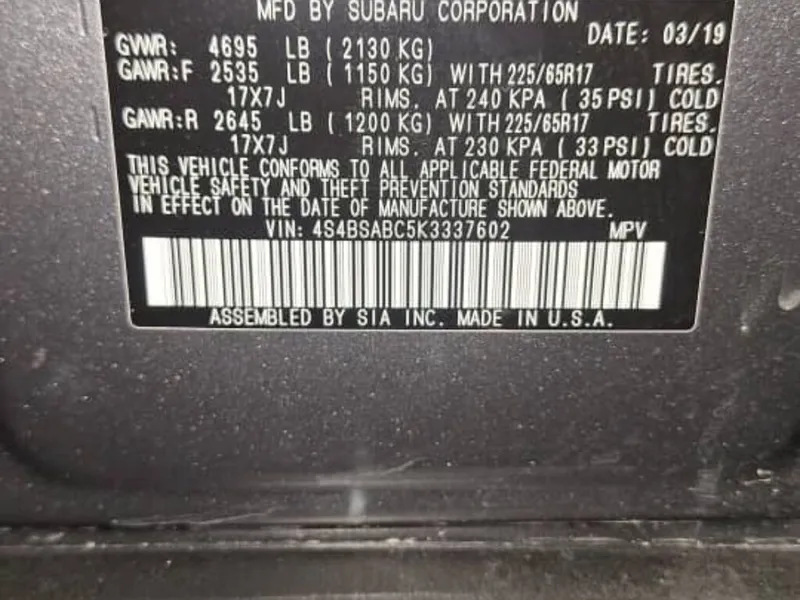 MFD BY SUBARU CORPORATION
DATE: 03/19
GVWR: 4695 LB ( 2130 KG)
GAWR:F 2535 LB ( 1150 KG) WITH 225/65R17 TIRES.
17X7J RIMS. AT 240 KPA ( 35 PSI) COLD
GAWR:R 2645 LB ( 1200 KG) WITH 225/65R17 TIRES.
17X7J RIMS. AT 230 KPA ( 33 PSI) COLD
THIS VEHICLE CONFORMS TO ALL APPLICABLE FEDERAL MOTOR
VEHICLE SAFETY AND THEFT PREVENTION STANDARDS
IN EFFECT ON THE DATE OF MANUFACTURE SHOWN ABOVE.
VIN: 4S4BSABC5K3337602 MPV
ASSEMBLED BY SIA INC. MADE IN U.S.A.